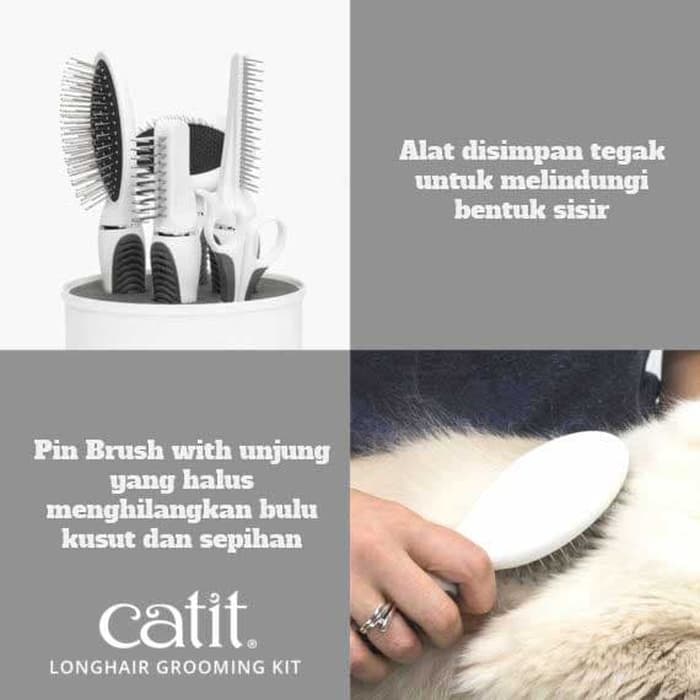 Alat disimpan tegak
untuk melindungi
bentuk sisir
Pin Brush with unjung
yang halus
menghilangkan bulu
kusut dan sepihan
catit®
LONGHAIR GROOMING KIT